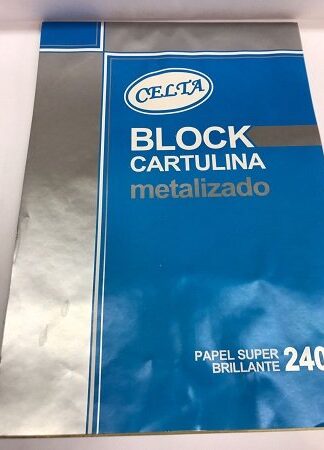 CELTA
BLOCK
CARTULINA
metalizado
PAPEL SUPER
BRILLANTE 240